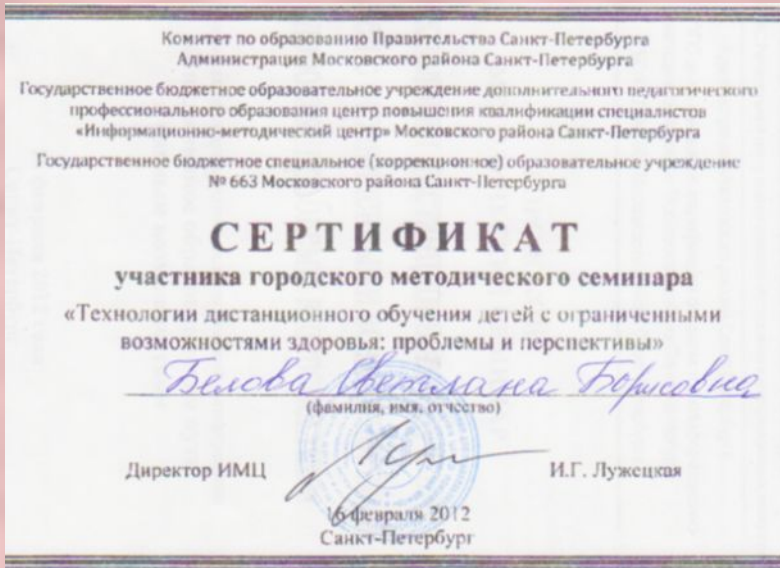 Комитет по образованию Правительства Санкт-Петербурга
Администрация Московского района Санкт-Петербурга
Государственное бюджетное образовательное учреждение дополнительного педагогического
профессионального образования центр повышения квалификации специалистов
«Информационно-методический центр» Московского района Санкт-Петербурга
Государственное бюджетное специальное (коррекционное) образовательное учреждение
№ 663 Московского района Санкт-Петербурга
СЕРТИФИКАТ
участника городского методического семинара
«Технологии дистанционного обучения детей с ограниченными
возможностями здоровья: проблемы и перспективы»
Белова Светлана Борисовна
(фамилия, имя, отчество)
Директор ИМЦ И.Г. Лужецкая
16 февраля 2012
Санкт-Петербург